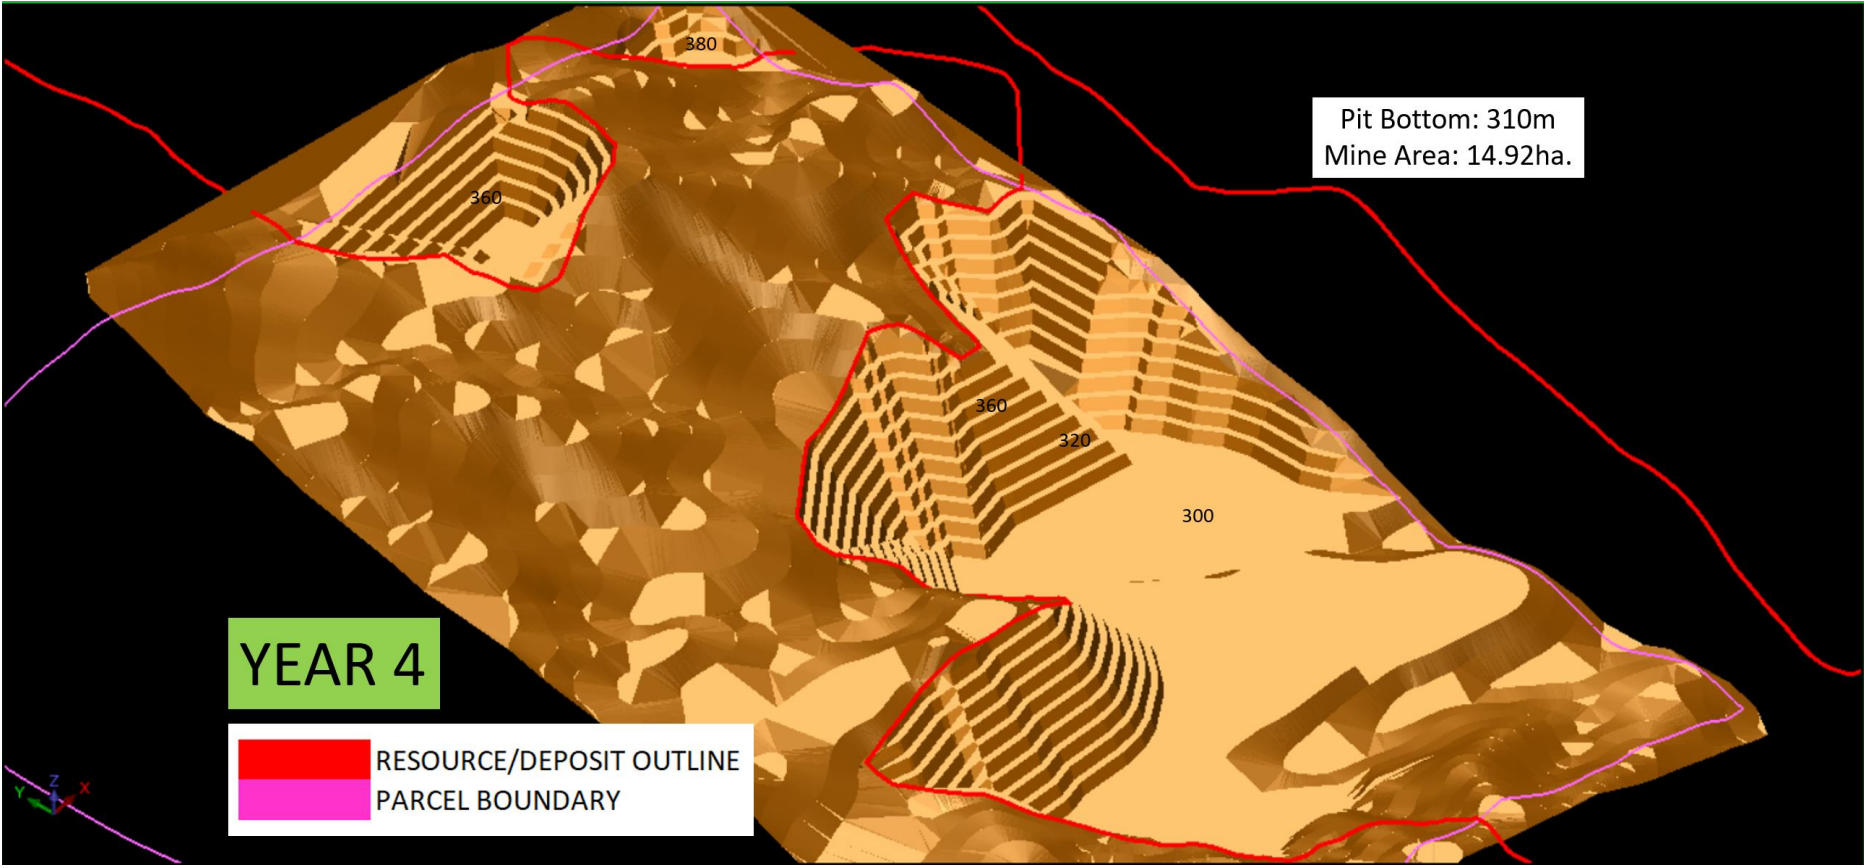 380
Pit Bottom: 310m
Mine Area: 14.92ha.
360
360
320
300
YEAR 4
RESOURCE/DEPOSIT OUTLINE
PARCEL BOUNDARY
Z
Y
X